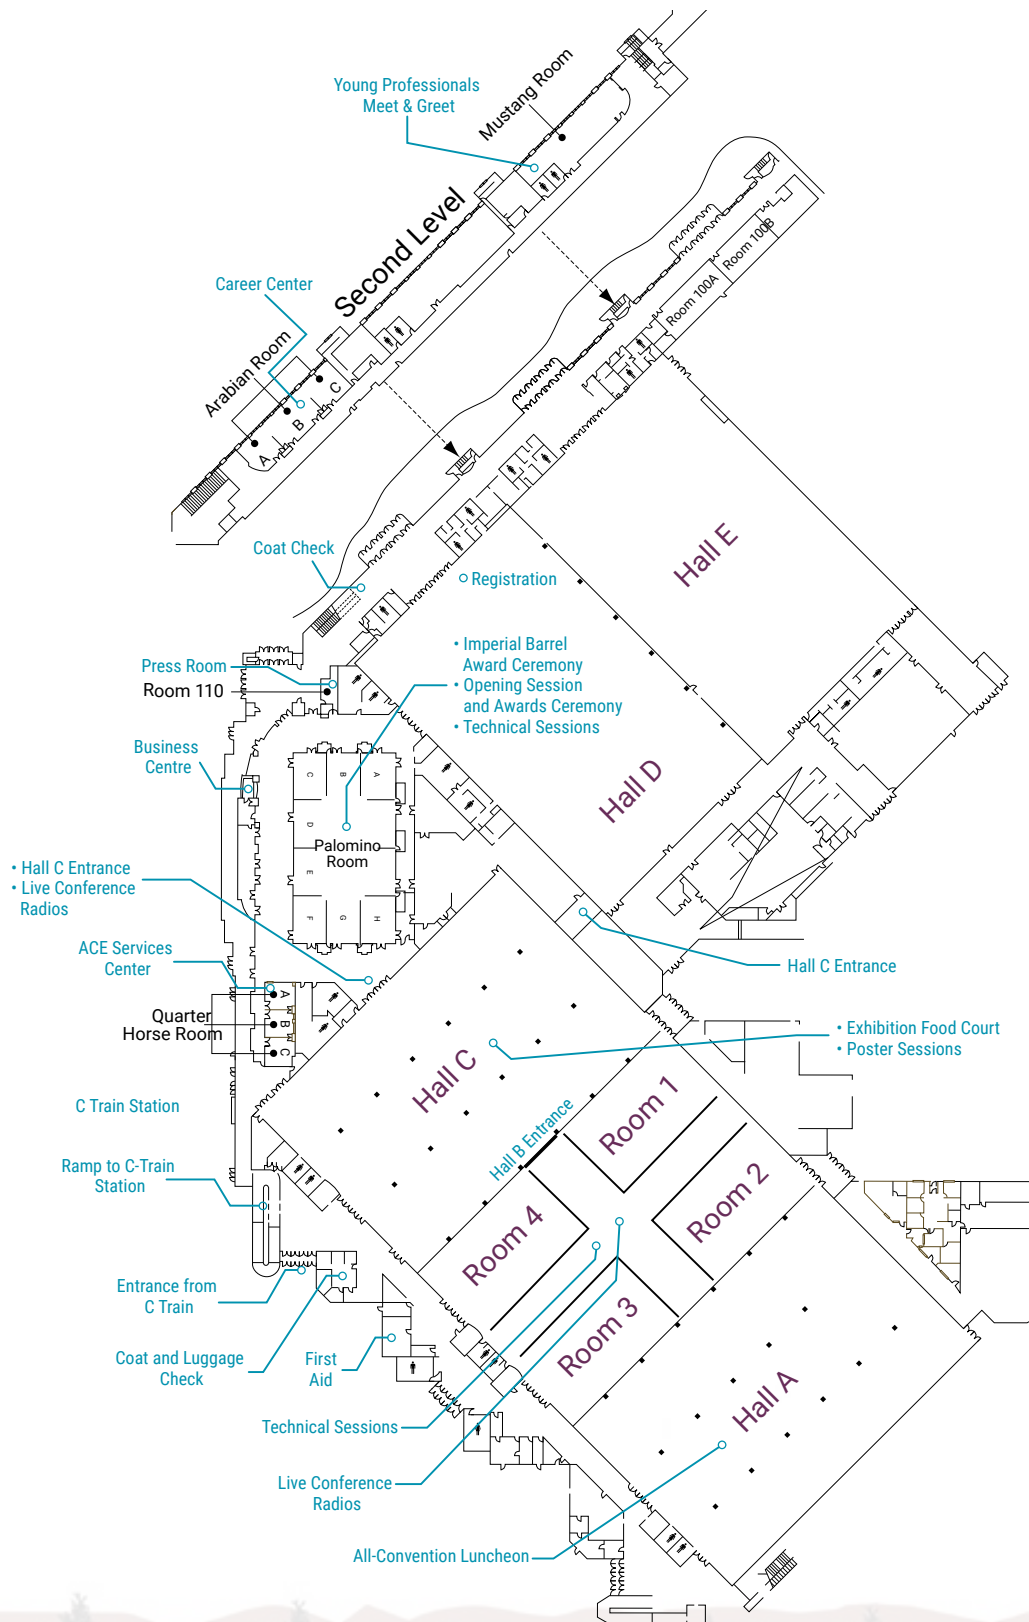 Young Professionals
Meet & Greet
Mustang Room
Second Level
Career Center
Arabian Room
A
B
C
Room 100B
Room 100A
Hall E
Coat Check
Registration
Press Room
Room 110
• Imperial Barrel
Award Ceremony
• Opening Session
and Awards Ceremony
• Technical Sessions
Business
Centre
Hall D
C
B
A
D
Palomino
Room
E
F
G
H
• Hall C Entrance
• Live Conference
Radios
ACE Services
Center
Hall C Entrance
Quarter
Horse Room
A
B
C
• Exhibition Food Court
• Poster Sessions
Hall C
C Train Station
Hall B Entrance
Room 1
Room 2
Ramp to C-Train
Station
Room 4
Room 3
Entrance from
C Train
Coat and Luggage
Check
First
Aid
Hall A
Technical Sessions
Live Conference
Radios
All-Convention Luncheon